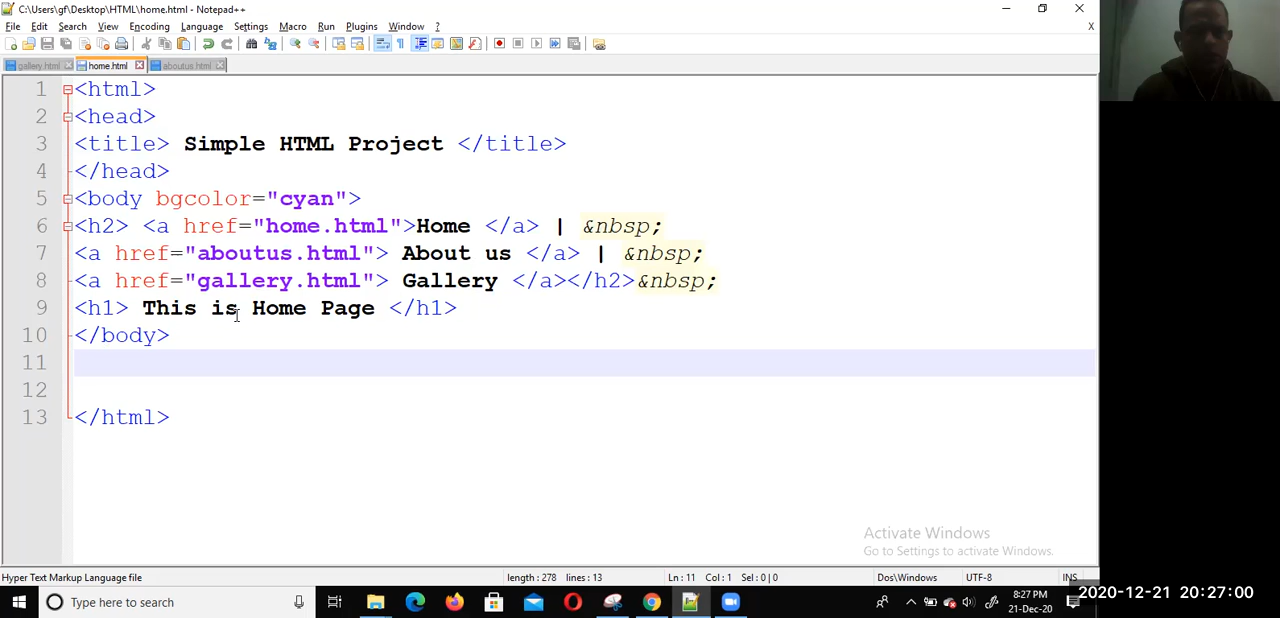 C:\Users\gf\Desktop\HTML\home.html - Notepad++
File Edit Search View Encoding Language Settings Macro Run Plugins Window ? X
gallery.html home.html aboutus.html
1 <html>
2 <head>
3 <title> Simple HTML Project </title>
4 </head>
5 <body bgcolor="cyan">
6 <h2> <a href="home.html">Home </a> | &nbsp;
7 <a href="aboutus.html"> About us </a> | &nbsp;
8 <a href="gallery.html"> Gallery </a></h2>&nbsp;
9 <h1> This is Home Page </h1>
10 </body>
11
12
13 </html>
Activate Windows
Go to Settings to activate Windows.
Hyper Text Markup Language file length : 278 lines : 13 Ln : 11 Col : 1 Sel : 0 | 0 Dos\Windows UTF-8 INS
Type here to search
8:27 PM
21-Dec-20
2020-12-21 20:27:00